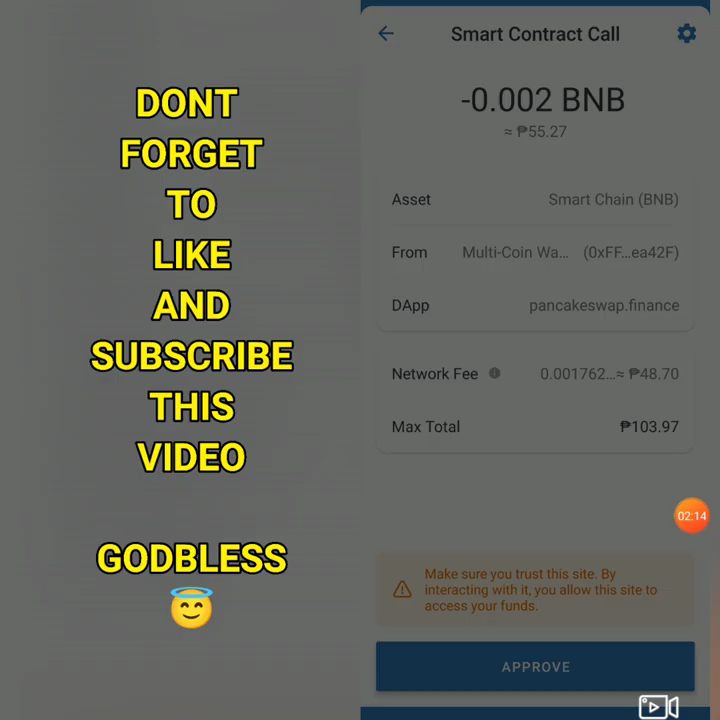 DONT
FORGET
TO
LIKE
AND
SUBSCRIBE
THIS
VIDEO
GODBLESS
Smart Contract Call
-0.002 BNB
≈ ₱55.27
Asset Smart Chain (BNB)
From Multi-Coin Wa... (0xFF...ea42F)
DApp pancakeswap.finance
Network Fee 0.001762...≈ ₱48.70
Max Total ₱103.97
02:14
Make sure you trust this site. By
interacting with it, you allow this site to
access your funds.
APPROVE